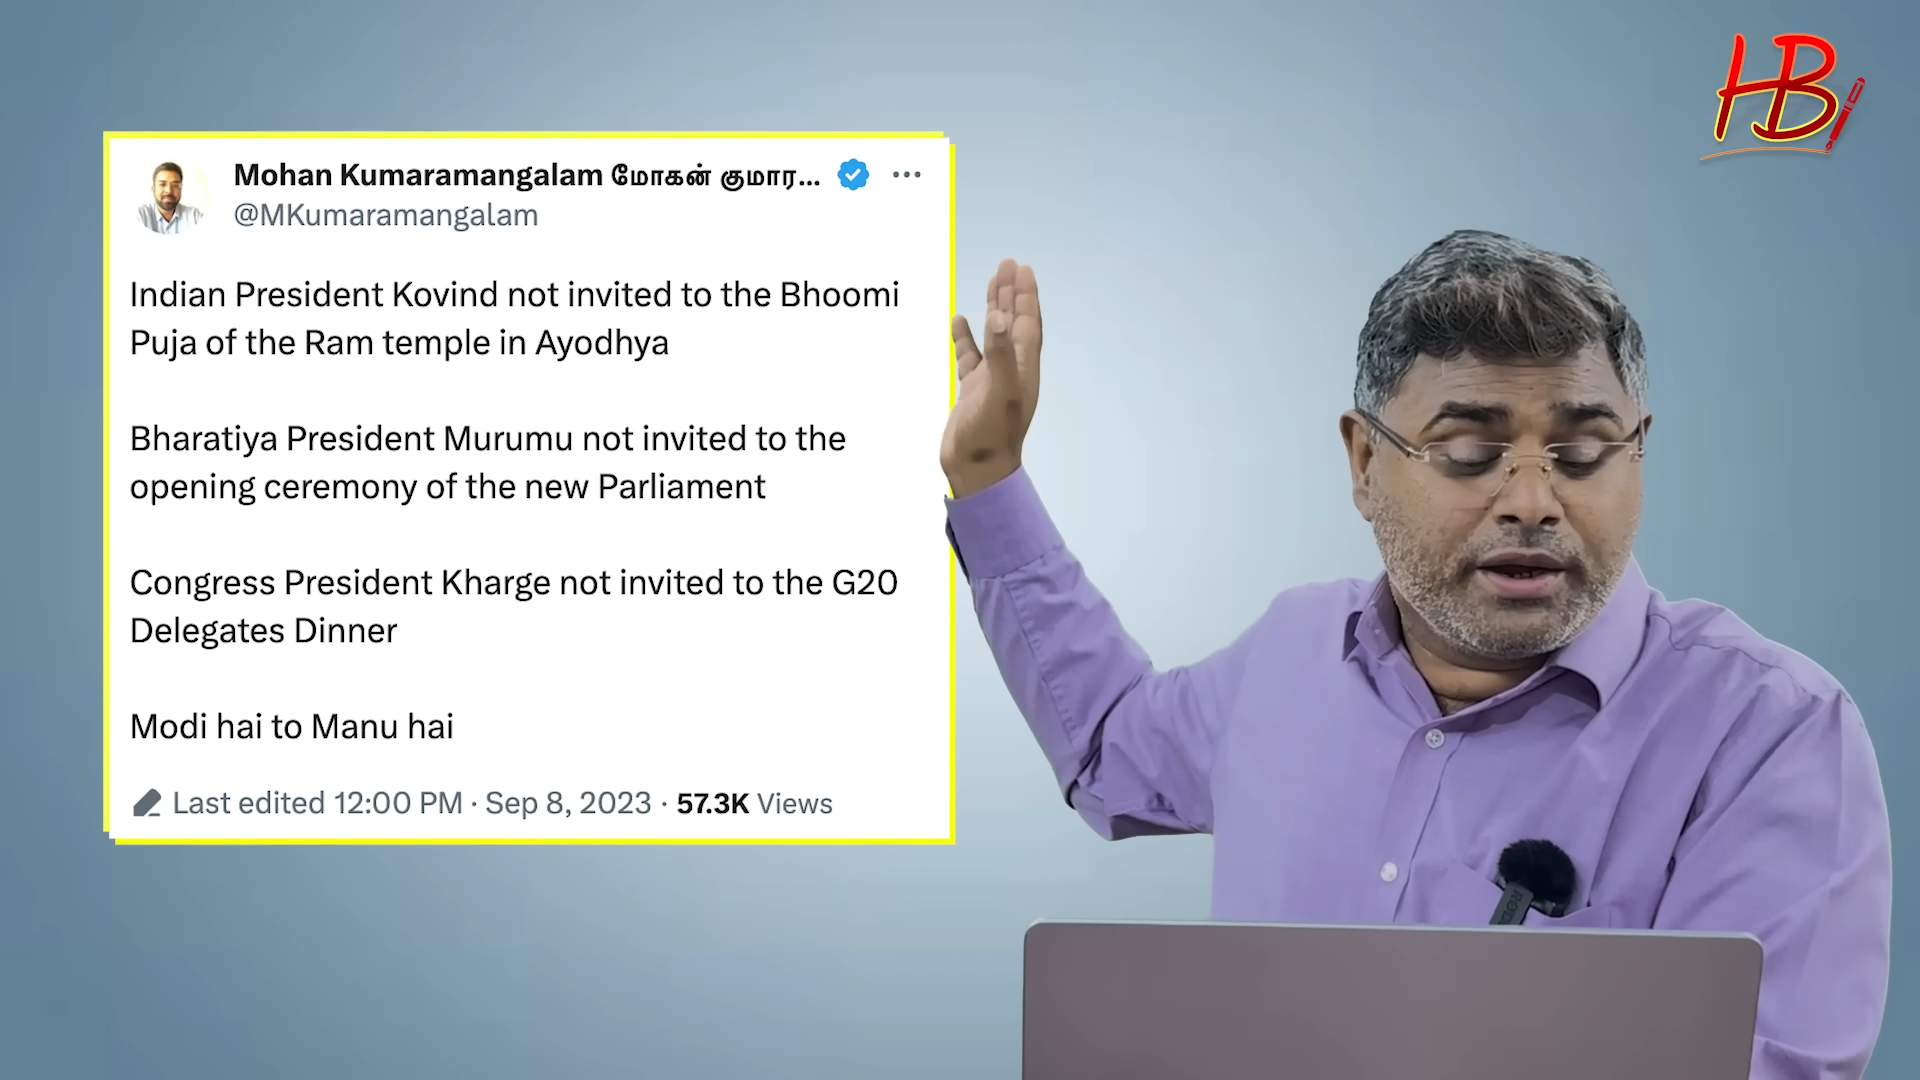 HB
Mohan Kumaramangalam மோகன் குமார...
@MKumaramangalam
Indian President Kovind not invited to the Bhoomi
Puja of the Ram temple in Ayodhya
Bharatiya President Murumu not invited to the
opening ceremony of the new Parliament
Congress President Kharge not invited to the G20
Delegates Dinner
Modi hai to Manu hai
Last edited 12:00 PM · Sep 8, 2023 · 57.3K Views
RODE